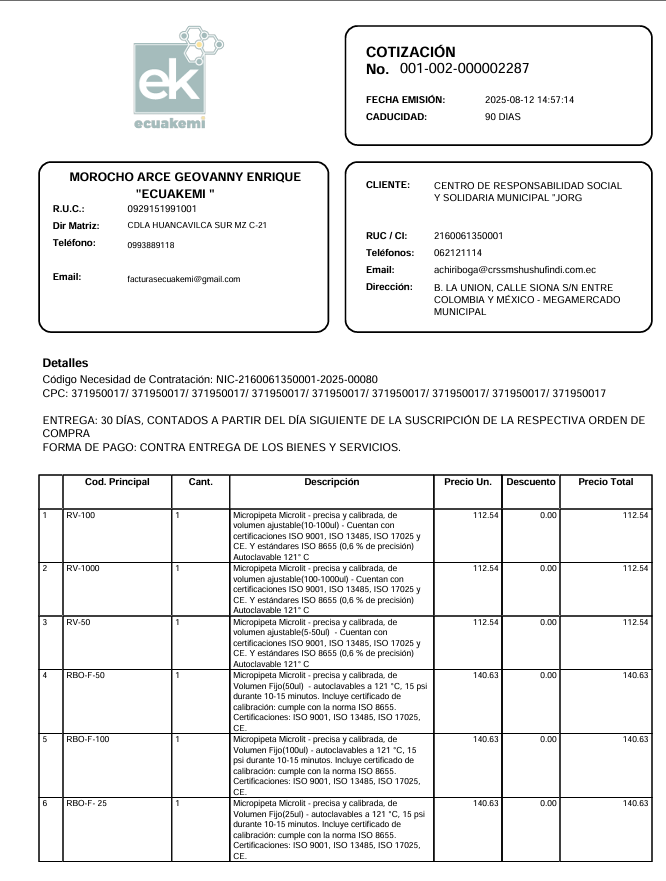 ek
ecuakemi
COTIZACIÓN
No. 001-002-000002287
FECHA EMISIÓN: 2025-08-12 14:57:14
CADUCIDAD: 90 DIAS
MOROCHO ARCE GEOVANNY ENRIQUE
"ECUAKEMI "
R.U.C.: 0929151991001
Dir Matriz: CDLA HUANCAVILCA SUR MZ C-21
Teléfono: 0993889118
Email: facturasecuakemi@gmail.com
CLIENTE: CENTRO DE RESPONSABILIDAD SOCIAL
Y SOLIDARIA MUNICIPAL "JORG
RUC / CI: 2160061350001
Teléfonos: 062121114
Email: achiriboga@crssmshushufindi.com.ec
Dirección: B. LA UNION, CALLE SIONA S/N ENTRE
COLOMBIA Y MÉXICO - MEGAMERCADO
MUNICIPAL
Detalles
Código Necesidad de Contratación: NIC-2160061350001-2025-00080
CPC: 371950017/ 371950017/ 371950017/ 371950017/ 371950017/ 371950017/ 371950017/ 371950017/ 371950017
ENTREGA: 30 DÍAS, CONTADOS A PARTIR DEL DÍA SIGUIENTE DE LA SUSCRIPCIÓN DE LA RESPECTIVA ORDEN DE
COMPRA
FORMA DE PAGO: CONTRA ENTREGA DE LOS BIENES Y SERVICIOS.
Cod. Principal Cant. Descripción Precio Un. Descuento Precio Total
1 RV-100 1 Micropipeta Microlit - precisa y calibrada, de 112.54 0.00 112.54
volumen ajustable(10-100ul) - Cuentan con
certificaciones ISO 9001, ISO 13485, ISO 17025 y
CE. Y estándares ISO 8655 (0,6 % de precisión)
Autoclavable 121° C
2 RV-1000 1 Micropipeta Microlit - precisa y calibrada, de 112.54 0.00 112.54
volumen ajustable(100-1000ul) - Cuentan con
certificaciones ISO 9001, ISO 13485, ISO 17025 y
CE. Y estándares ISO 8655 (0,6 % de precisión)
Autoclavable 121° C
3 RV-50 1 Micropipeta Microlit - precisa y calibrada, de 112.54 0.00 112.54
volumen ajustable(5-50ul) - Cuentan con
certificaciones ISO 9001, ISO 13485, ISO 17025 y
CE. Y estándares ISO 8655 (0,6 % de precisión)
Autoclavable 121° C
4 RBO-F-50 1 Micropipeta Microlit - precisa y calibrada, de 140.63 0.00 140.63
Volumen Fijo(50ul) - autoclavables a 121 °C, 15 psi
durante 10-15 minutos. Incluye certificado de
calibración: cumple con la norma ISO 8655.
Certificaciones: ISO 9001, ISO 13485, ISO 17025,
CE.
5 RBO-F-100 1 Micropipeta Microlit - precisa y calibrada, de 140.63 0.00 140.63
Volumen Fijo(100ul) - autoclavables a 121 °C, 15
psi durante 10-15 minutos. Incluye certificado de
calibración: cumple con la norma ISO 8655.
Certificaciones: ISO 9001, ISO 13485, ISO 17025,
CE.
6 RBO-F- 25 1 Micropipeta Microlit - precisa y calibrada, de 140.63 0.00 140.63
Volumen Fijo(25ul) - autoclavables a 121 °C, 15 psi
durante 10-15 minutos. Incluye certificado de
calibración: cumple con la norma ISO 8655.
Certificaciones: ISO 9001, ISO 13485, ISO 17025,
CE.